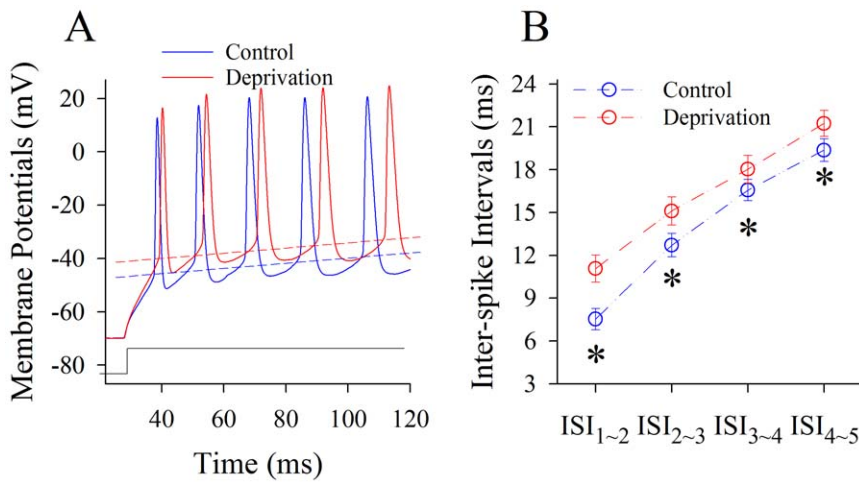 A
Control
Deprivation
Membrane Potentials (mV)
20
0
-20
-40
-60
-80
40 60 80 100 120
Time (ms)
B
Control
Deprivation
Inter-spike Intervals (ms)
24
21
18
15
12
9
6
3
*
*
*
*
ISI1~2 ISI2~3 ISI3~4 ISI4~5